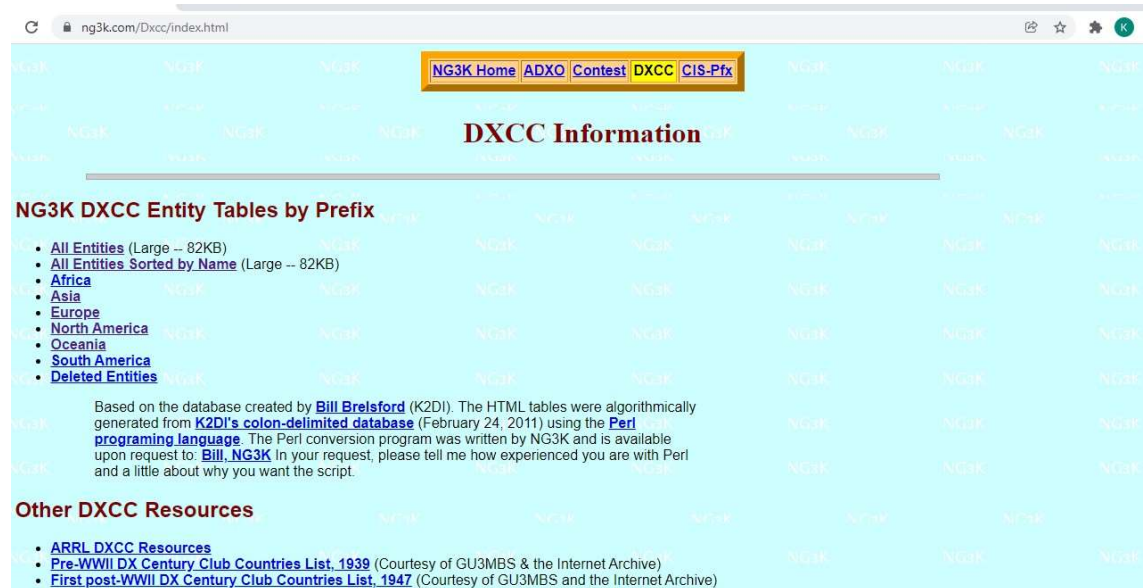 ng3k.com/Dxcc/index.html
K
NG3K Home ADXO Contest DXCC CIS-Pfx
DXCC Information
NG3K DXCC Entity Tables by Prefix
All Entities (Large -- 82KB)
All Entities Sorted by Name (Large -- 82KB)
Africa
Asia
Europe
North America
Oceania
South America
Deleted Entities
Based on the database created by Bill Brelsford (K2DI). The HTML tables were algorithmically
generated from K2DI's colon-delimited database (February 24, 2011) using the Perl
programing language. The Perl conversion program was written by NG3K and is available
upon request to: Bill, NG3K In your request, please tell me how experienced you are with Perl
and a little about why you want the script.
Other DXCC Resources
ARRL DXCC Resources
Pre-WWII DX Century Club Countries List, 1939 (Courtesy of GU3MBS & the Internet Archive)
First post-WWII DX Century Club Countries List, 1947 (Courtesy of GU3MBS and the Internet Archive)